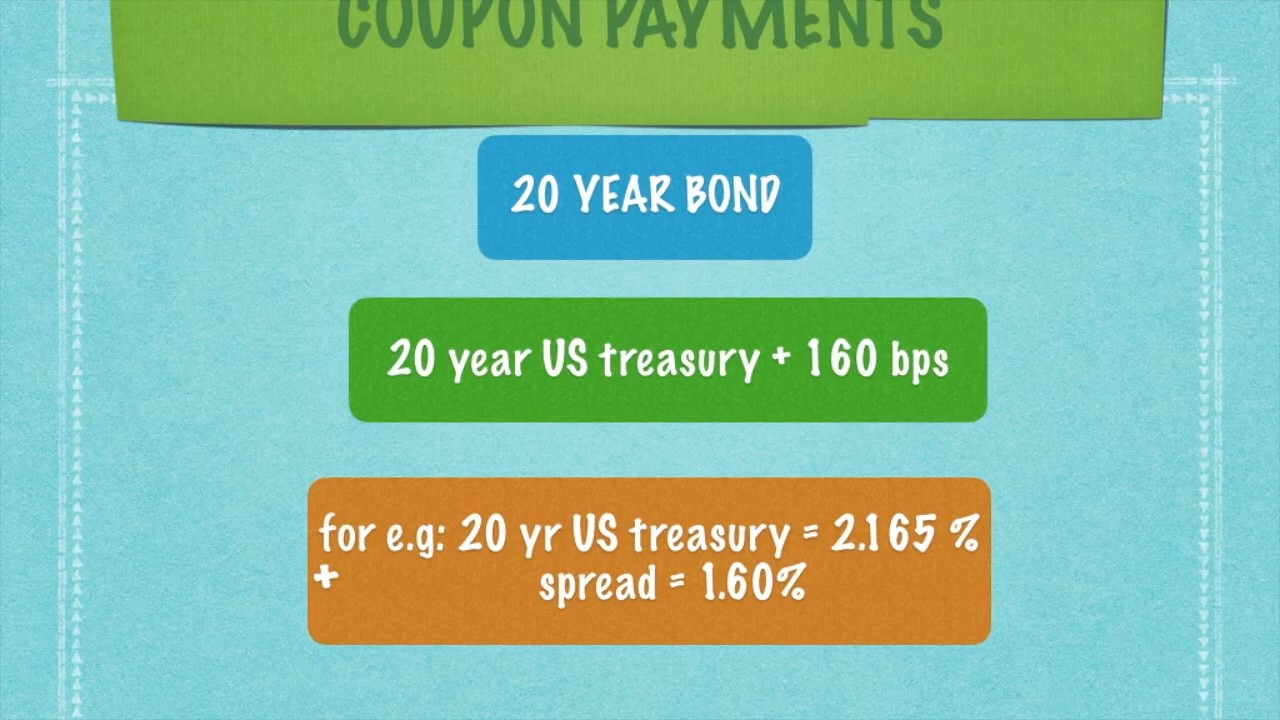 COUPON PAYMENTS
20 YEAR BOND
20 year US treasury + 160 bps
for e.g: 20 yr US treasury = 2.165 %
+ spread = 1.60%